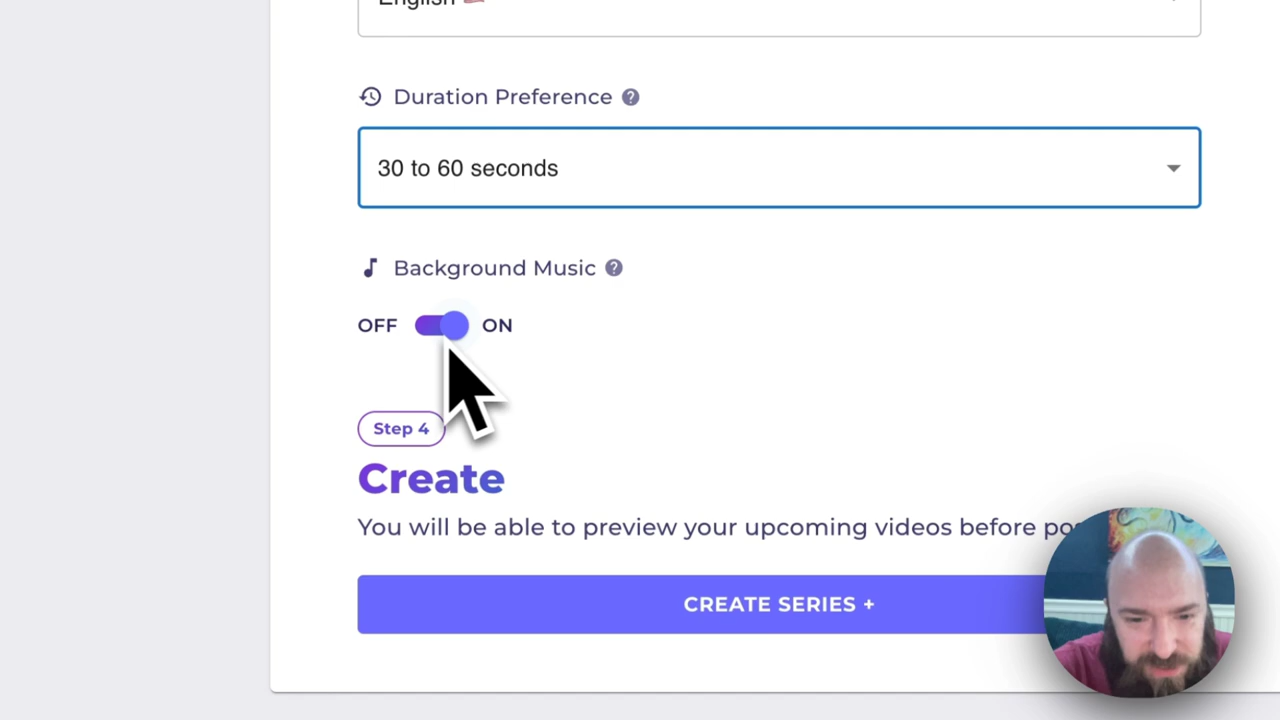 English
Duration Preference
30 to 60 seconds
Background Music
OFF ON
Step 4
Create
You will be able to preview your upcoming videos before
CREATE SERIES +